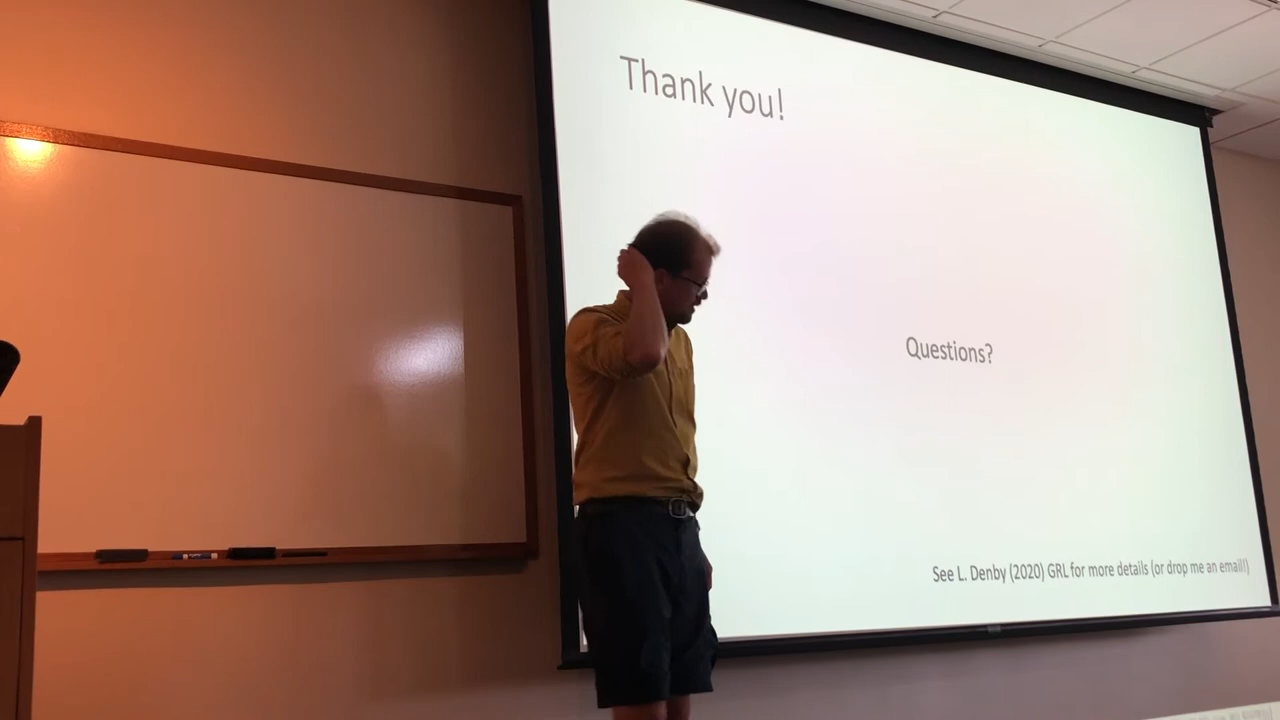 Thank you!
Questions?
See L. Denby (2020) GRL for more details (or drop me an email!)